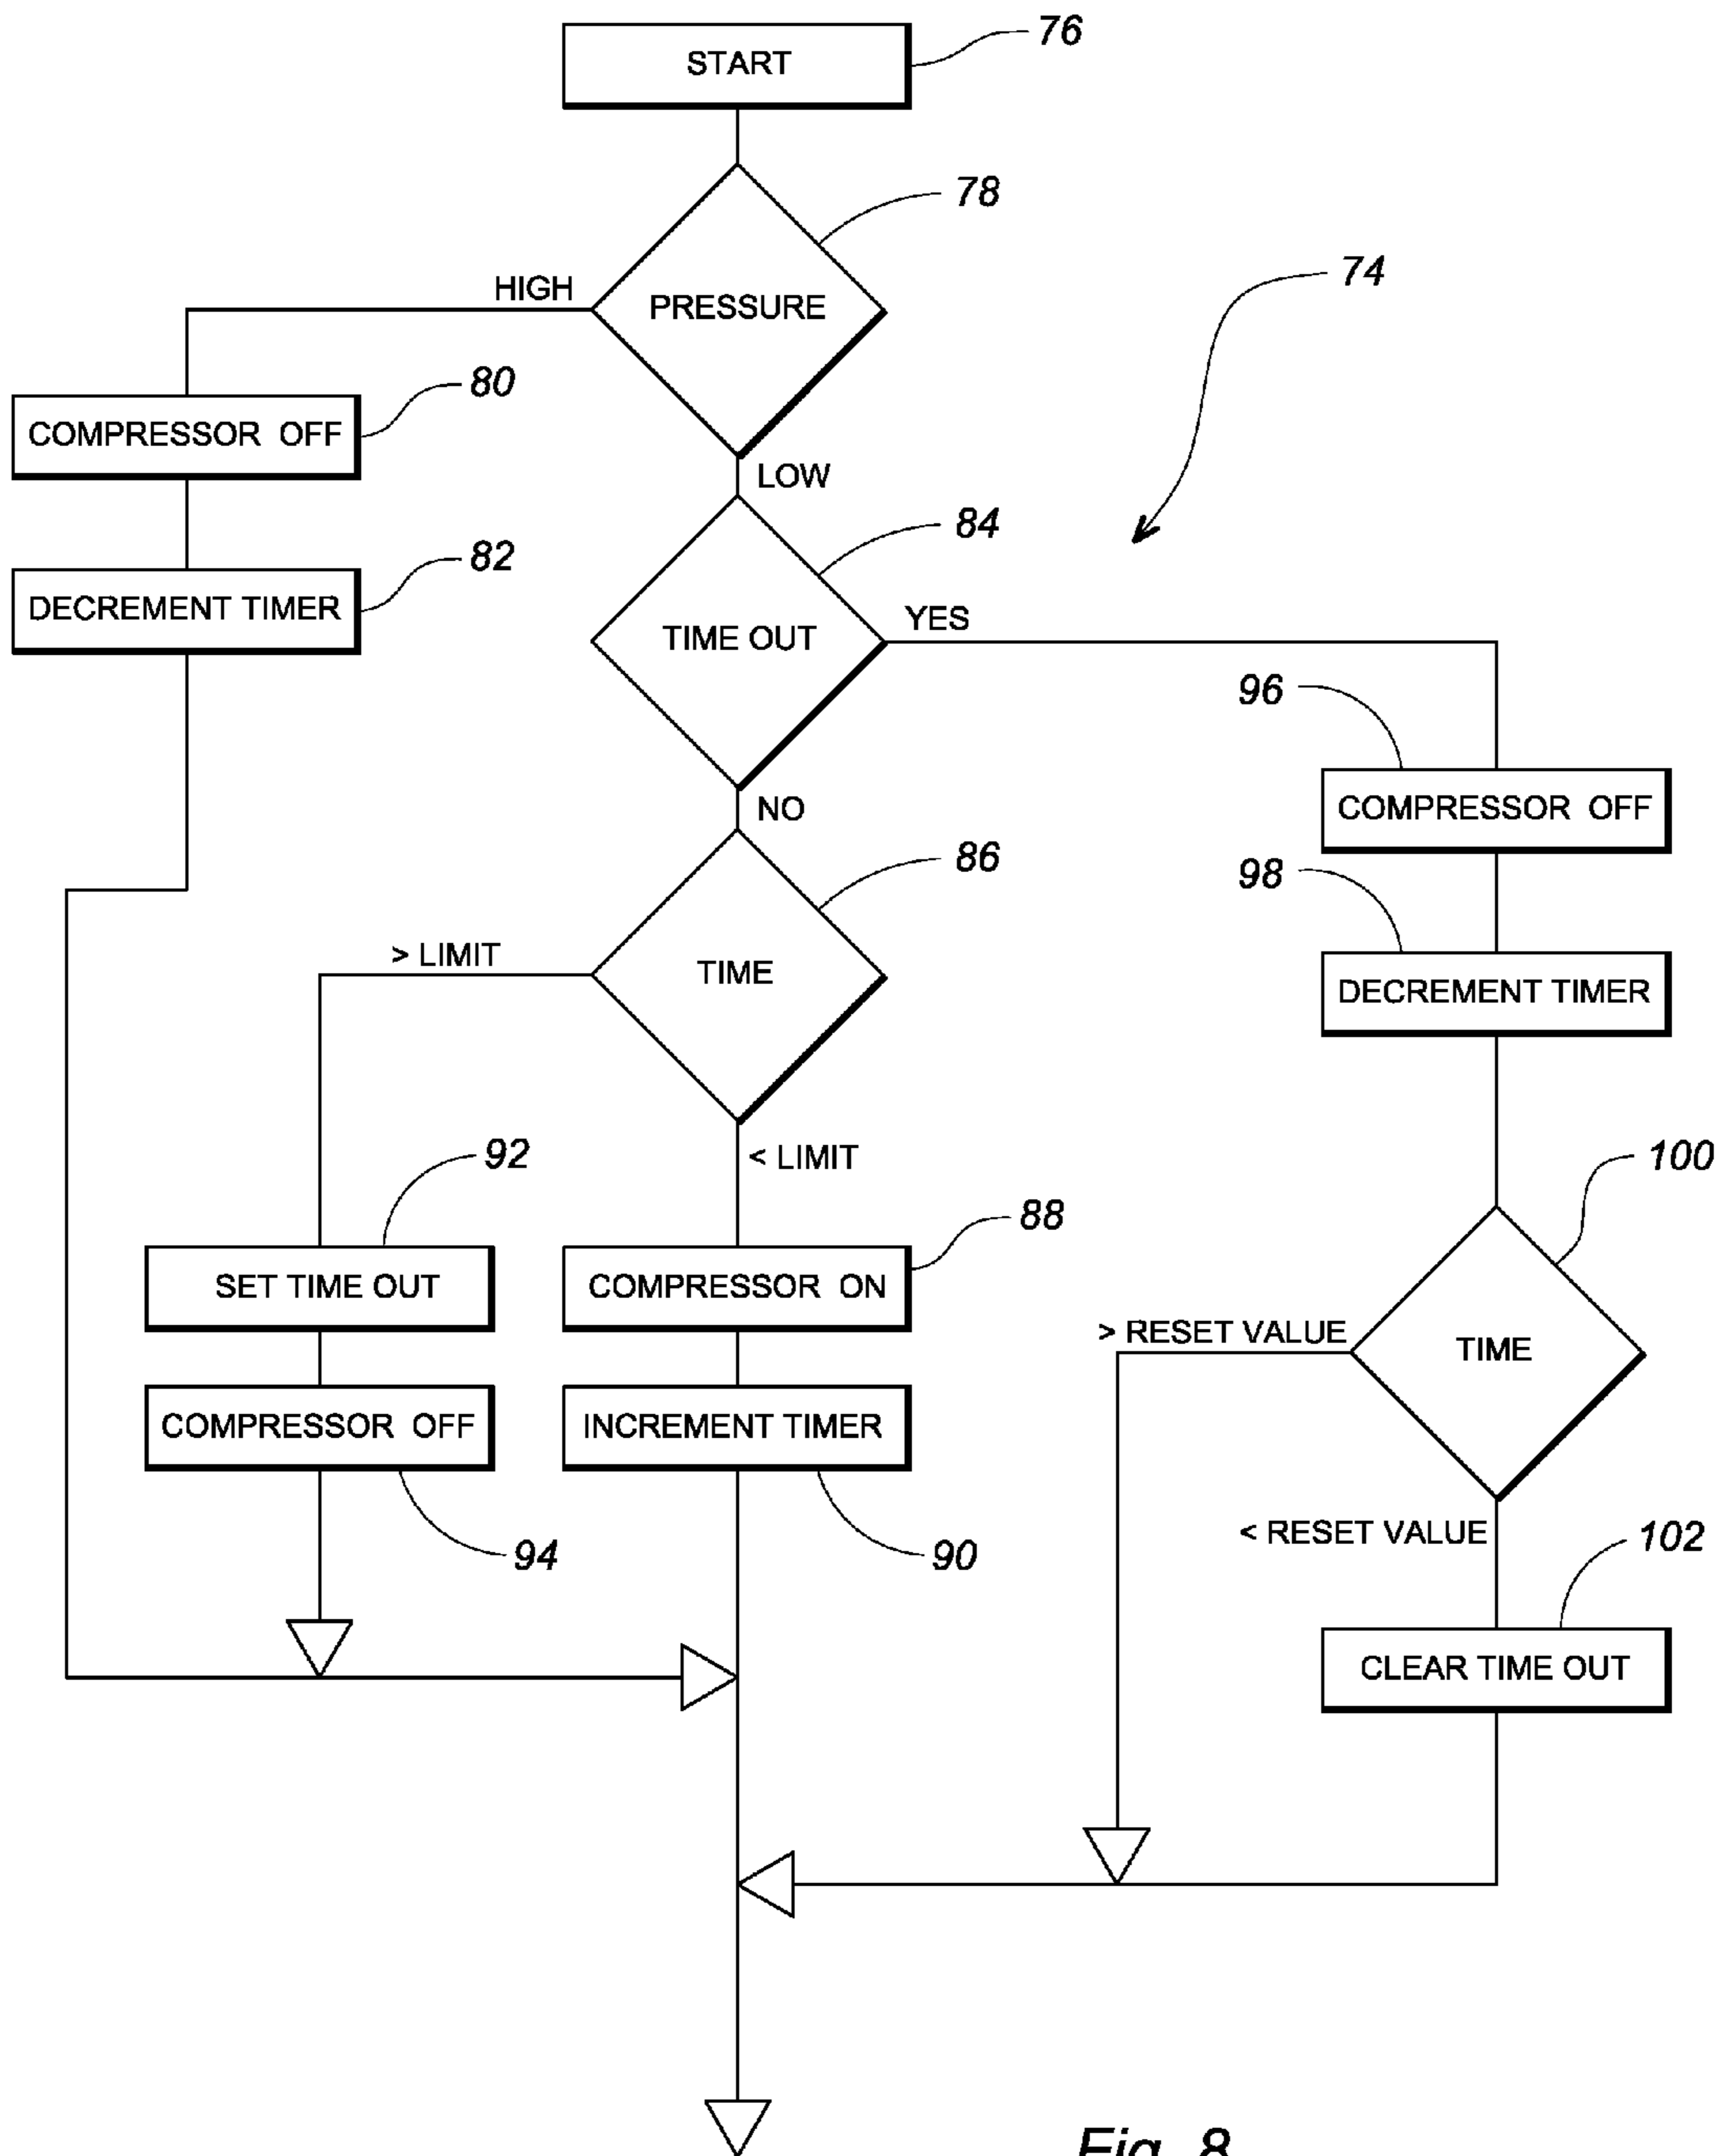 START
76
78
PRESSURE
HIGH
74
80
COMPRESSOR OFF
LOW
84
82
DECREMENT TIMER
TIME OUT
YES
96
COMPRESSOR OFF
NO
86
98
> LIMIT
TIME
DECREMENT TIMER
92
< LIMIT
100
88
SET TIME OUT
COMPRESSOR ON
> RESET VALUE
TIME
COMPRESSOR OFF
INCREMENT TIMER
94
90
< RESET VALUE
102
CLEAR TIME OUT
Fig. 8